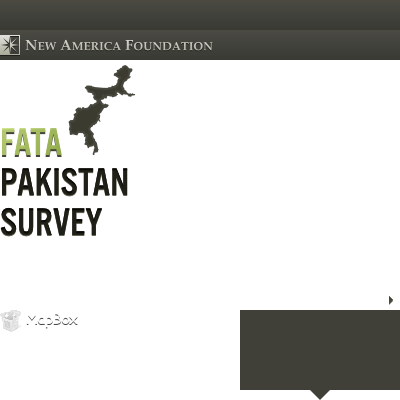 New America Foundation
FATA
PAKISTAN
SURVEY
MapBox